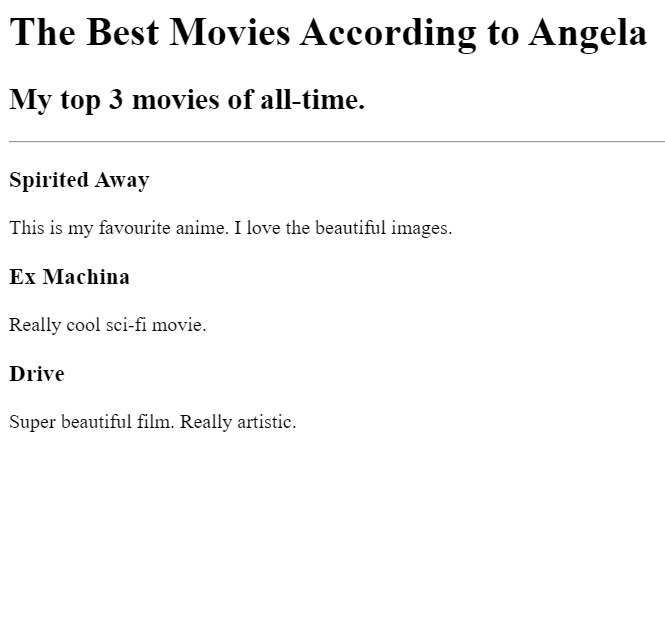 The Best Movies According to Angela
My top 3 movies of all-time.
Spirited Away
This is my favourite anime. I love the beautiful images.
Ex Machina
Really cool sci-fi movie.
Drive
Super beautiful film. Really artistic.